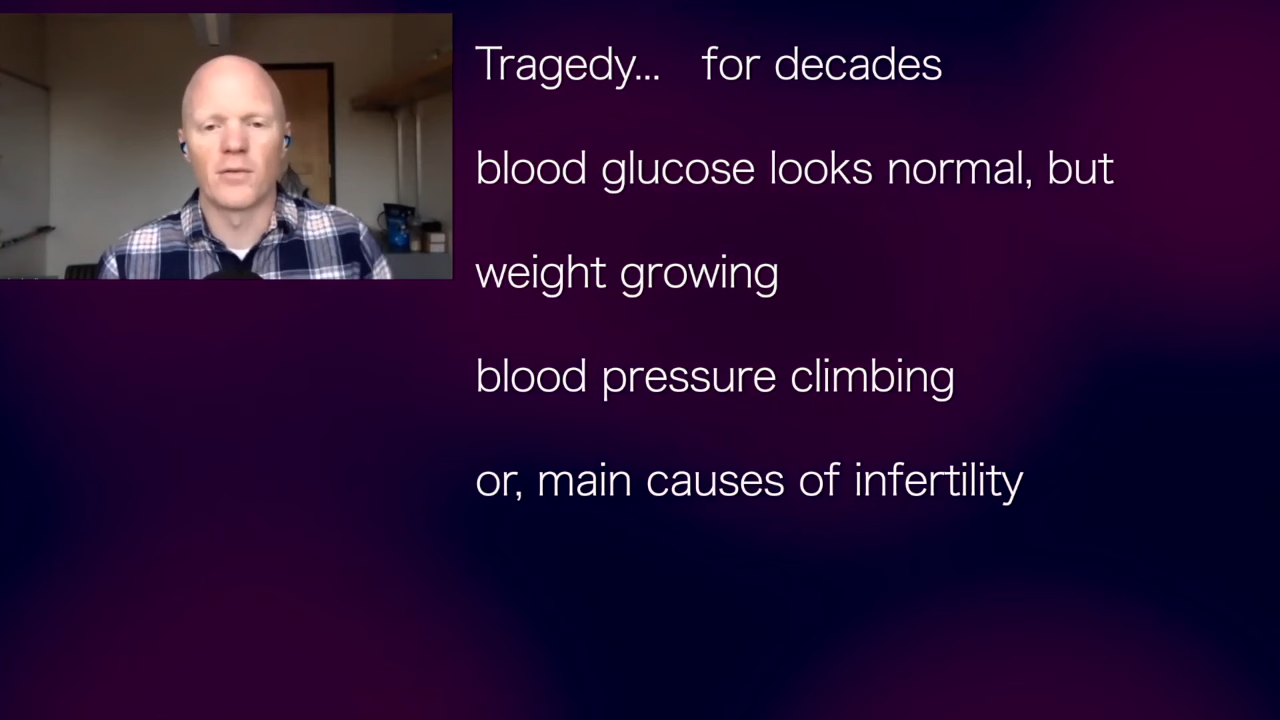 Tragedy... for decades
blood glucose looks normal, but
weight growing
blood pressure climbing
or, main causes of infertility